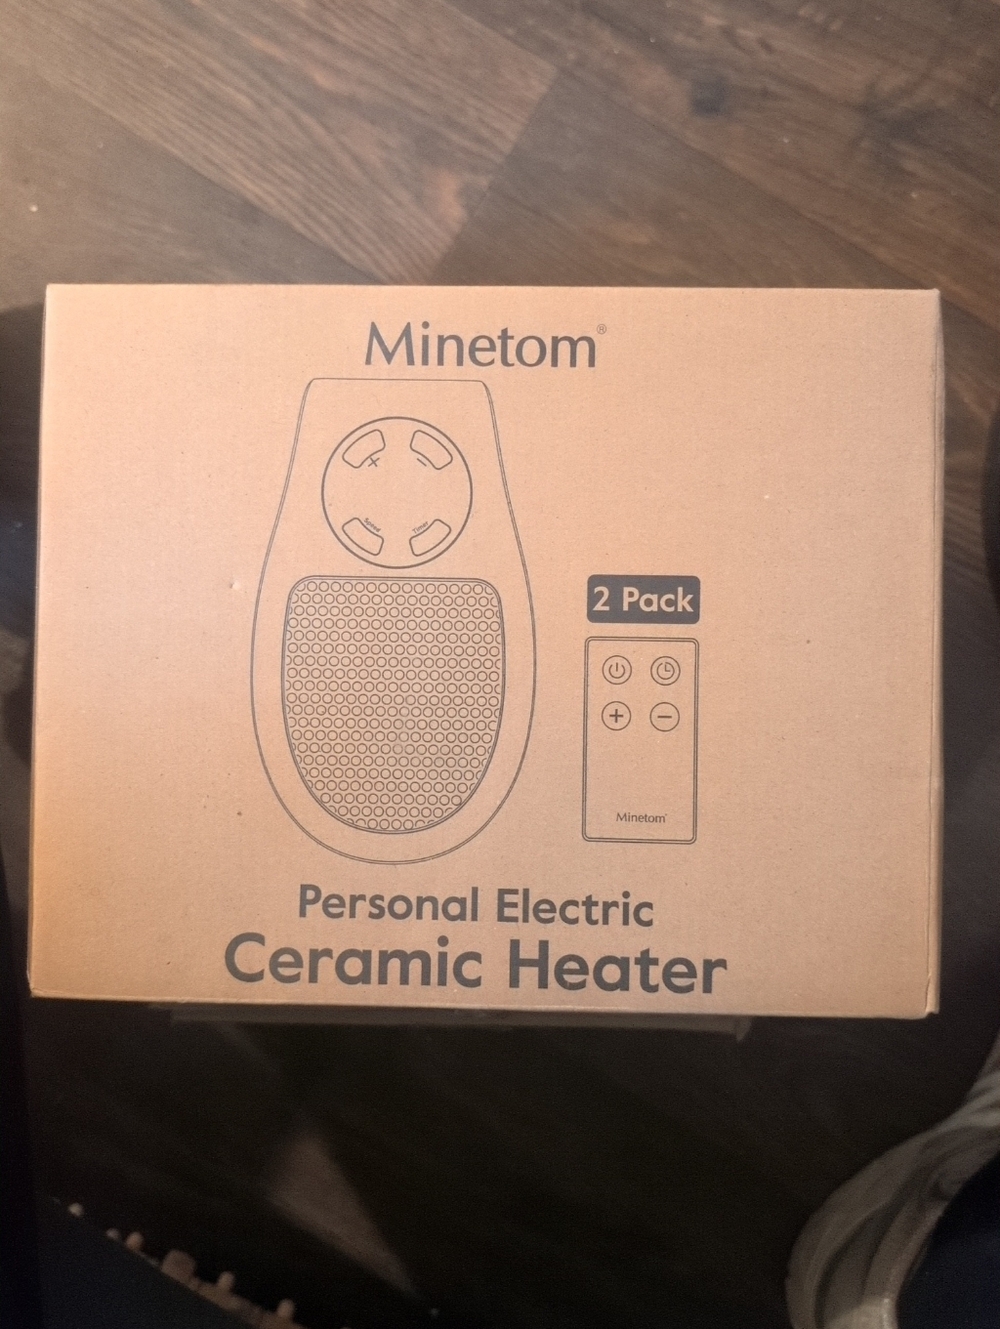 Minetom®
+ −
Speed Timer
2 Pack
+ −
Minetom
Personal Electric
Ceramic Heater